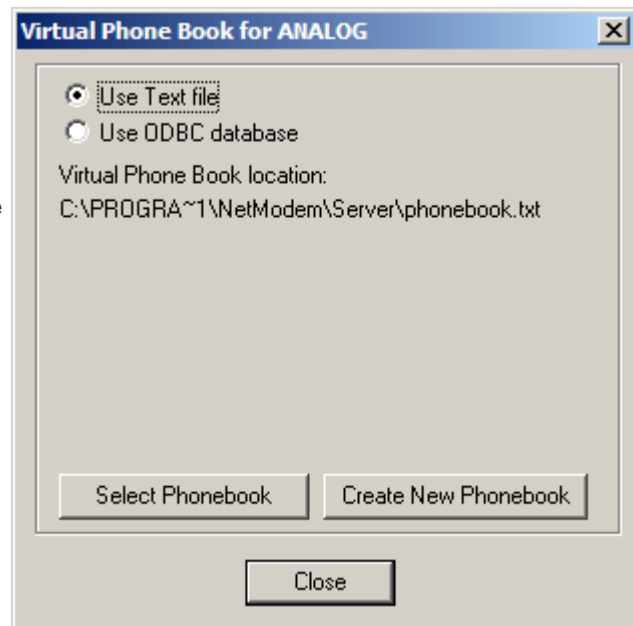 Virtual Phone Book for ANALOG
Use Text file
Use ODBC database
Virtual Phone Book location:
C:\PROGRA~1\NetModem\Server\phonebook.txt
Select Phonebook
Create New Phonebook
Close